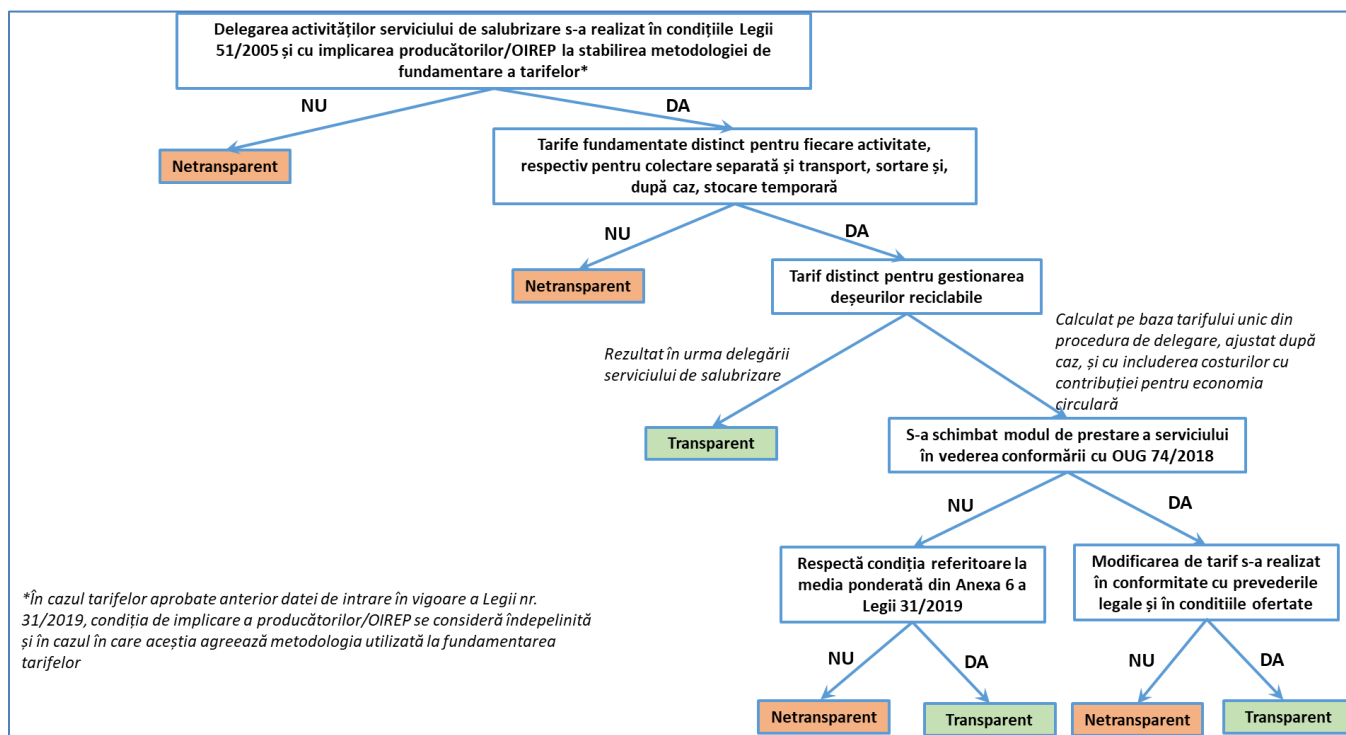 Delegarea activităților serviciului de salubrizare s-a realizat în condițiile Legii
51/2005 și cu implicarea producătorilor/OIREP la stabilirea metodologiei de
fundamentare a tarifelor*
NU
DA
Netransparent
Tarife fundamentate distinct pentru fiecare activitate,
respectiv pentru colectare separată și transport, sortare și,
după caz, stocare temporară
NU
DA
Netransparent
Tarif distinct pentru gestionarea
deșeurilor reciclabile
Rezultat în urma delegării
serviciului de salubrizare
Calculat pe baza tarifului unic din
procedura de delegare, ajustat după
caz, și cu includerea costurilor cu
contribuției pentru economia
circulară
Transparent
S-a schimbat modul de prestare a serviciului
în vederea conformării cu OUG 74/2018
NU
DA
Respectă condiția referitoare la
media ponderată din Anexa 6 a
Legii 31/2019
Modificarea de tarif s-a realizat
în conformitate cu prevederile
legale și în conditiile ofertate
*În cazul tarifelor aprobate anterior datei de intrare în vigoare a Legii nr.
31/2019, condiția de implicare a producătorilor/OIREP se consideră îndepelinită
și în cazul în care aceștia agreează metodologia utilizată la fundamentarea
tarifelor
NU
DA
NU
DA
Netransparent
Transparent
Netransparent
Transparent